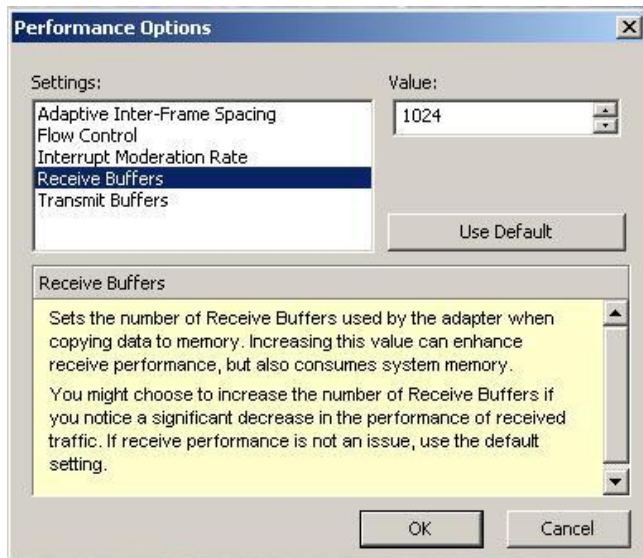 Performance Options
Settings:
Value:
Adaptive Inter-Frame Spacing
Flow Control
Interrupt Moderation Rate
Receive Buffers
Transmit Buffers
1024
Use Default
Receive Buffers
Sets the number of Receive Buffers used by the adapter when
copying data to memory. Increasing this value can enhance
receive performance, but also consumes system memory.
You might choose to increase the number of Receive Buffers if
you notice a significant decrease in the performance of received
traffic. If receive performance is not an issue, use the default
setting.
OK
Cancel